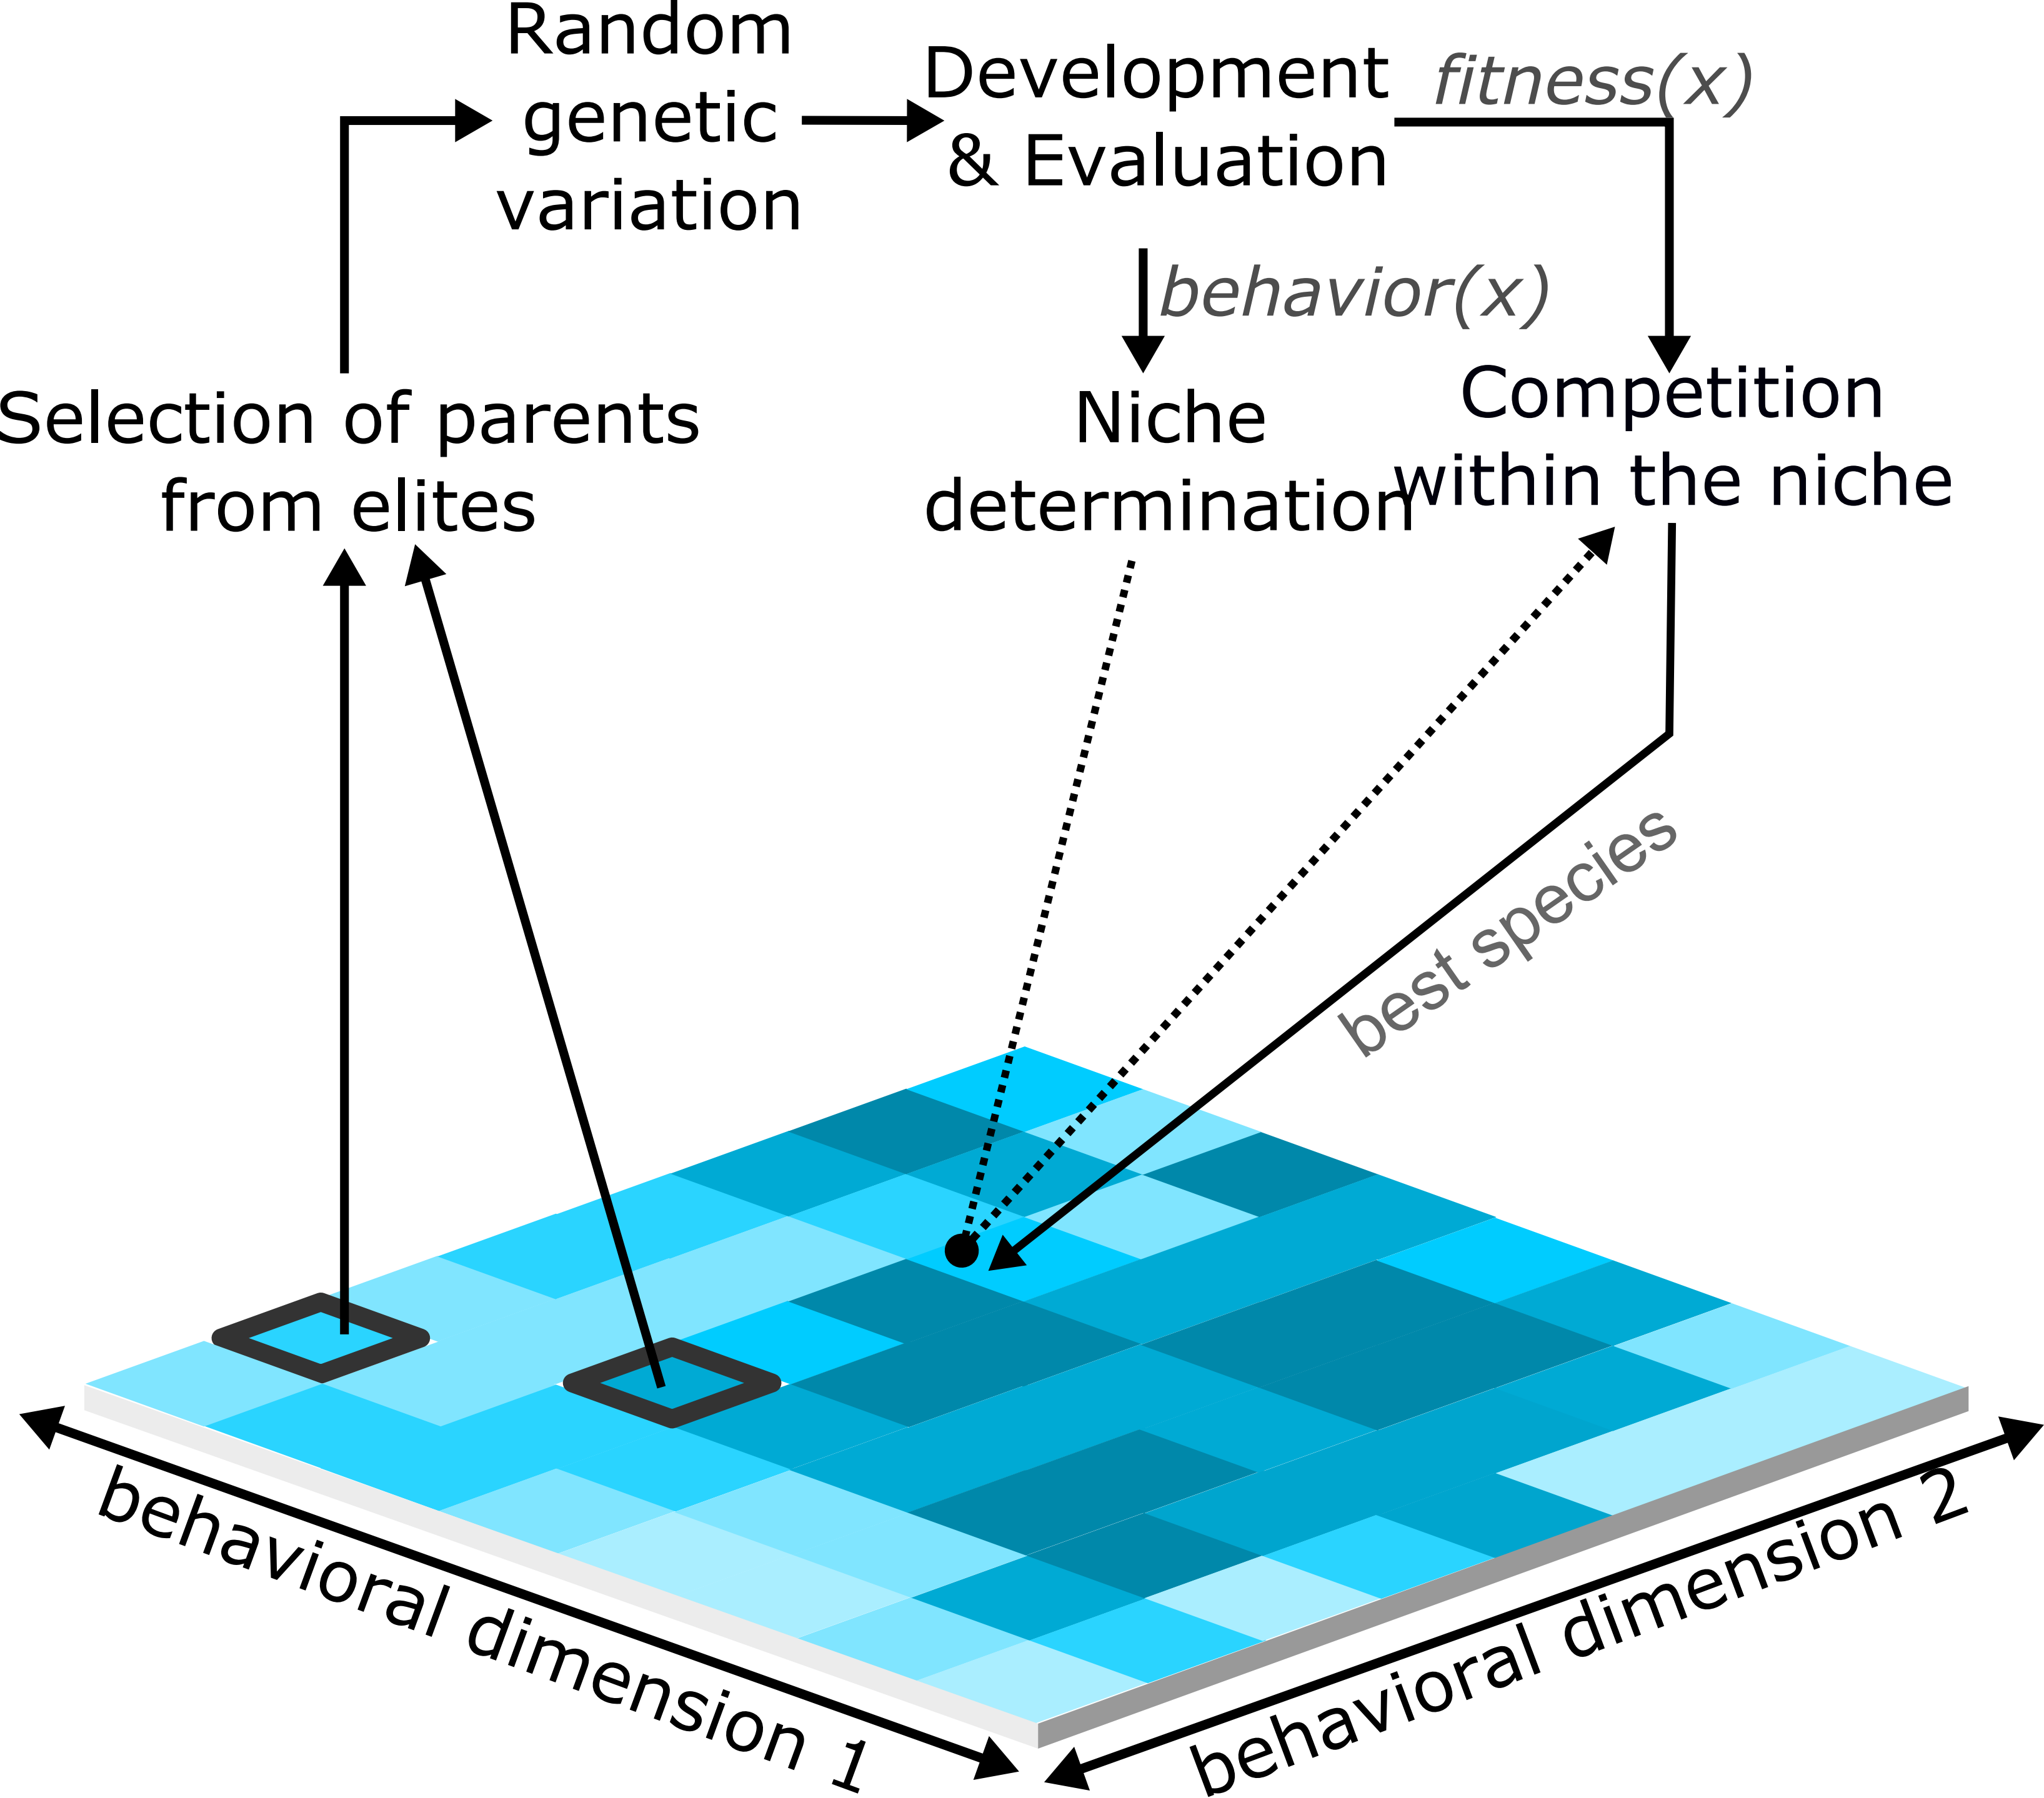 Random
genetic
variation
Development
& Evaluation
fitness(x)
behavior(x)
Selection of parents
from elites
Niche
determination
Competition
within the niche
best species
behavioral dimension 1
behavioral dimension 2